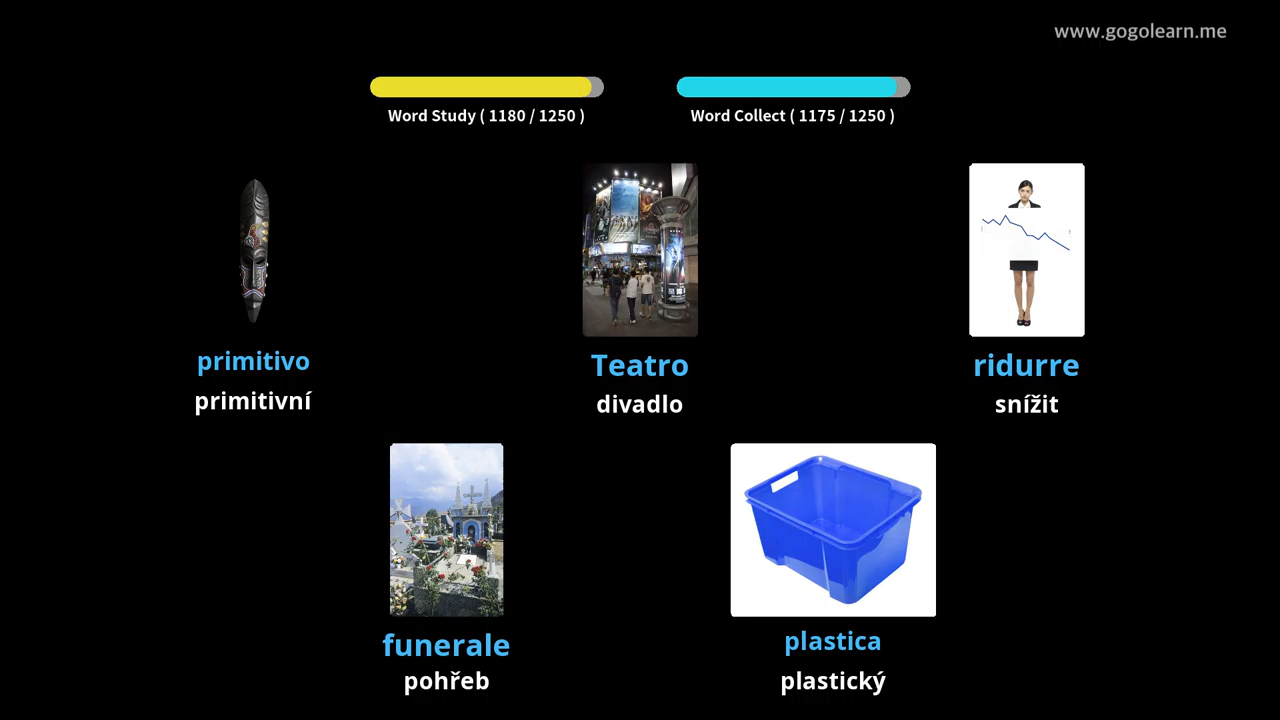 www.gogolearn.me
Word Study ( 1180 / 1250 )
Word Collect ( 1175 / 1250 )
primitivo
primitivní
Teatro
divadlo
ridurre
snížit
funerale
pohřeb
plastica
plastický